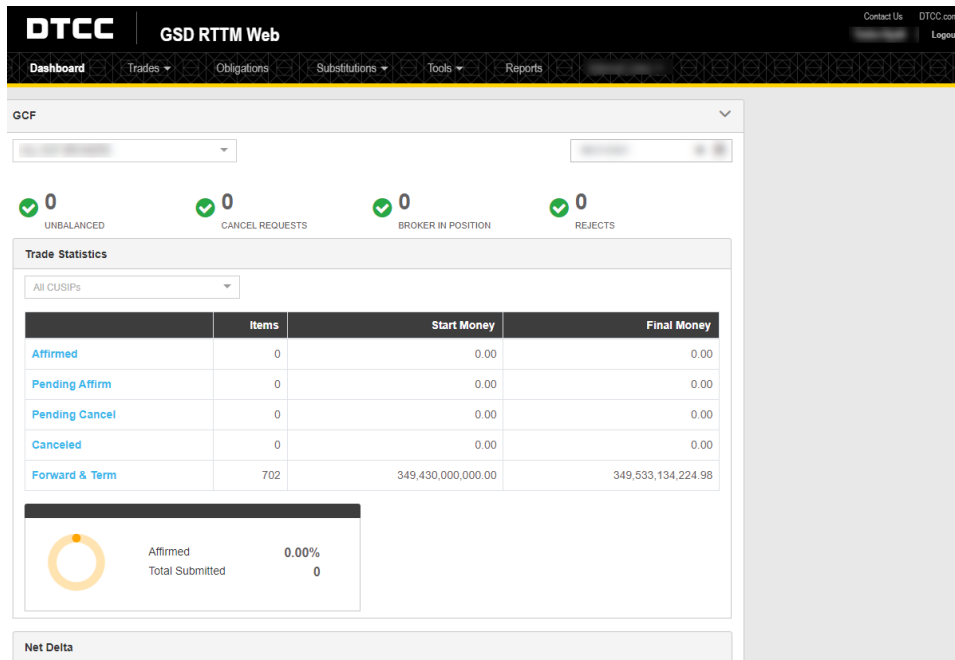 Contact Us DTCC.com
DTCC GSD RTTM Web
Logou
Dashboard Trades Obligations Substitutions Tools Reports
GCF
0 0 0 0
UNBALANCED CANCEL REQUESTS BROKER IN POSITION REJECTS
Trade Statistics
All CUSIPs
Items Start Money Final Money
Affirmed 0 0.00 0.00
Pending Affirm 0 0.00 0.00
Pending Cancel 0 0.00 0.00
Canceled 0 0.00 0.00
Forward & Term 702 349,430,000,000.00 349,533,134,224.98
Affirmed 0.00%
Total Submitted 0
Net Delta